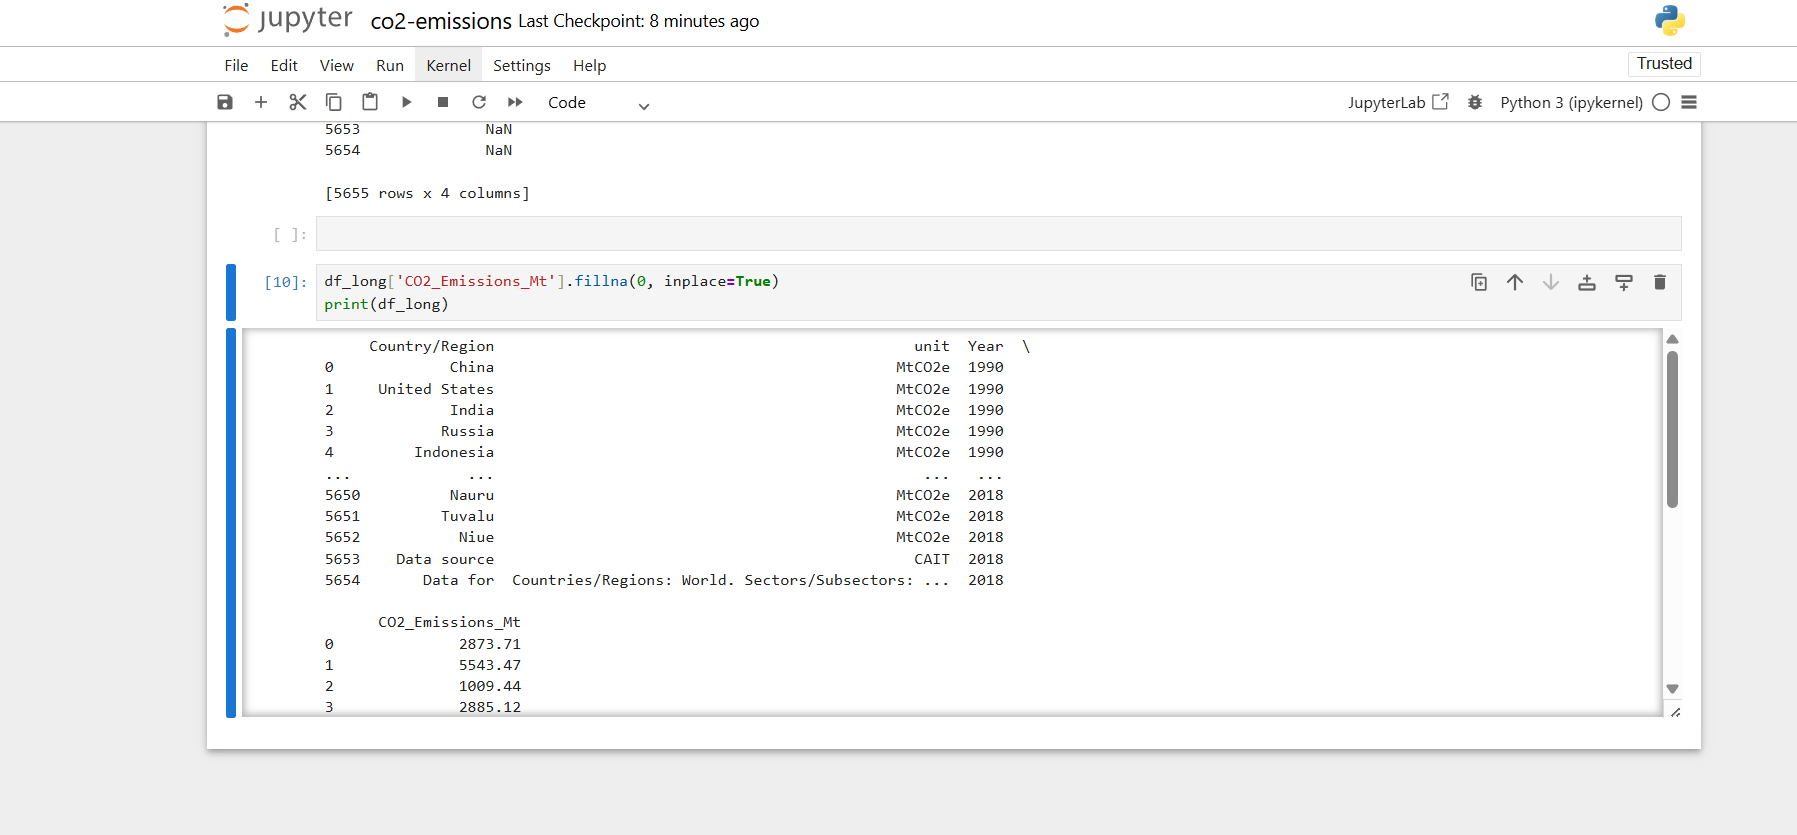 jupyter co2-emissions Last Checkpoint: 8 minutes ago
File Edit View Run Kernel Settings Help Trusted
Code JupyterLab Python 3 (ipykernel)
5653 NaN
5654 NaN
[5655 rows x 4 columns]
[ ]:
[10]: df_long['CO2_Emissions_Mt'].fillna(0, inplace=True)
print(df_long)
Country/Region unit Year \
0 China MtCO2e 1990
1 United States MtCO2e 1990
2 India MtCO2e 1990
3 Russia MtCO2e 1990
4 Indonesia MtCO2e 1990
... ... ... ...
5650 Nauru MtCO2e 2018
5651 Tuvalu MtCO2e 2018
5652 Niue MtCO2e 2018
5653 Data source CAIT 2018
5654 Data for Countries/Regions: World. Sectors/Subsectors: ... 2018
CO2_Emissions_Mt
0 2873.71
1 5543.47
2 1009.44
3 2885.12